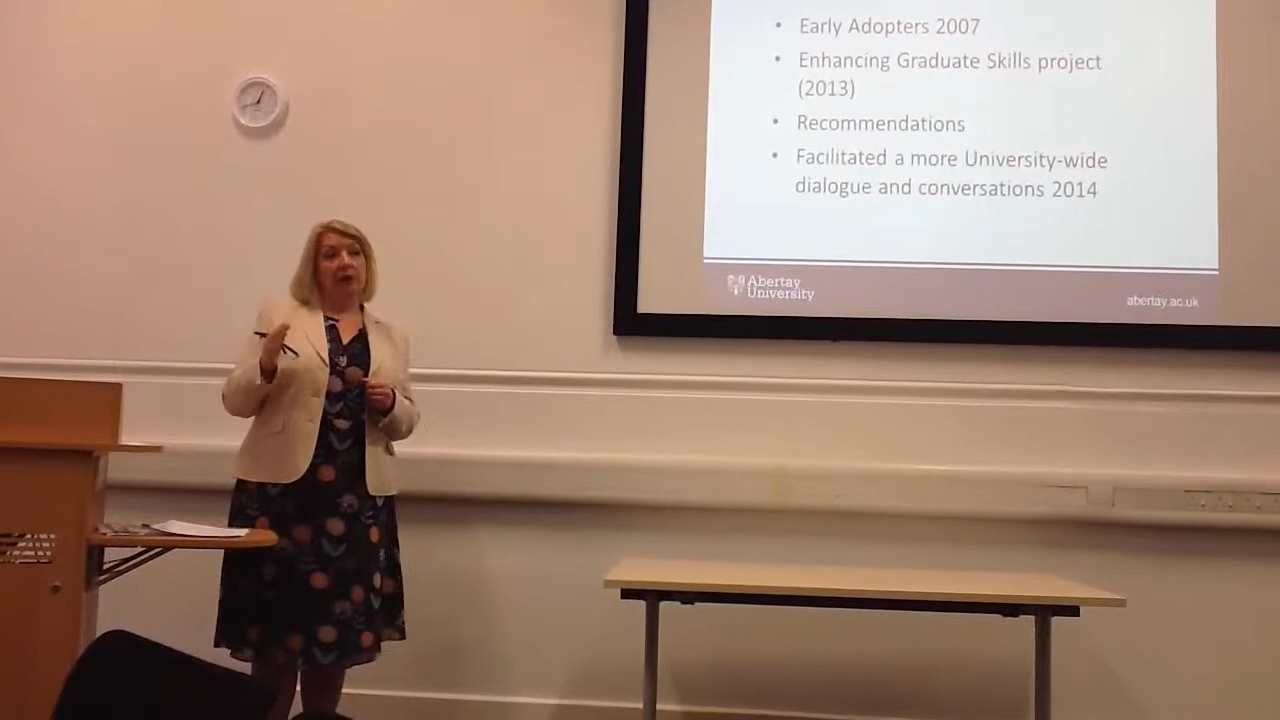 • Early Adopters 2007
• Enhancing Graduate Skills project
(2013)
• Recommendations
• Facilitated a more University-wide
dialogue and conversations 2014
Abertay
University
abertay.ac.uk